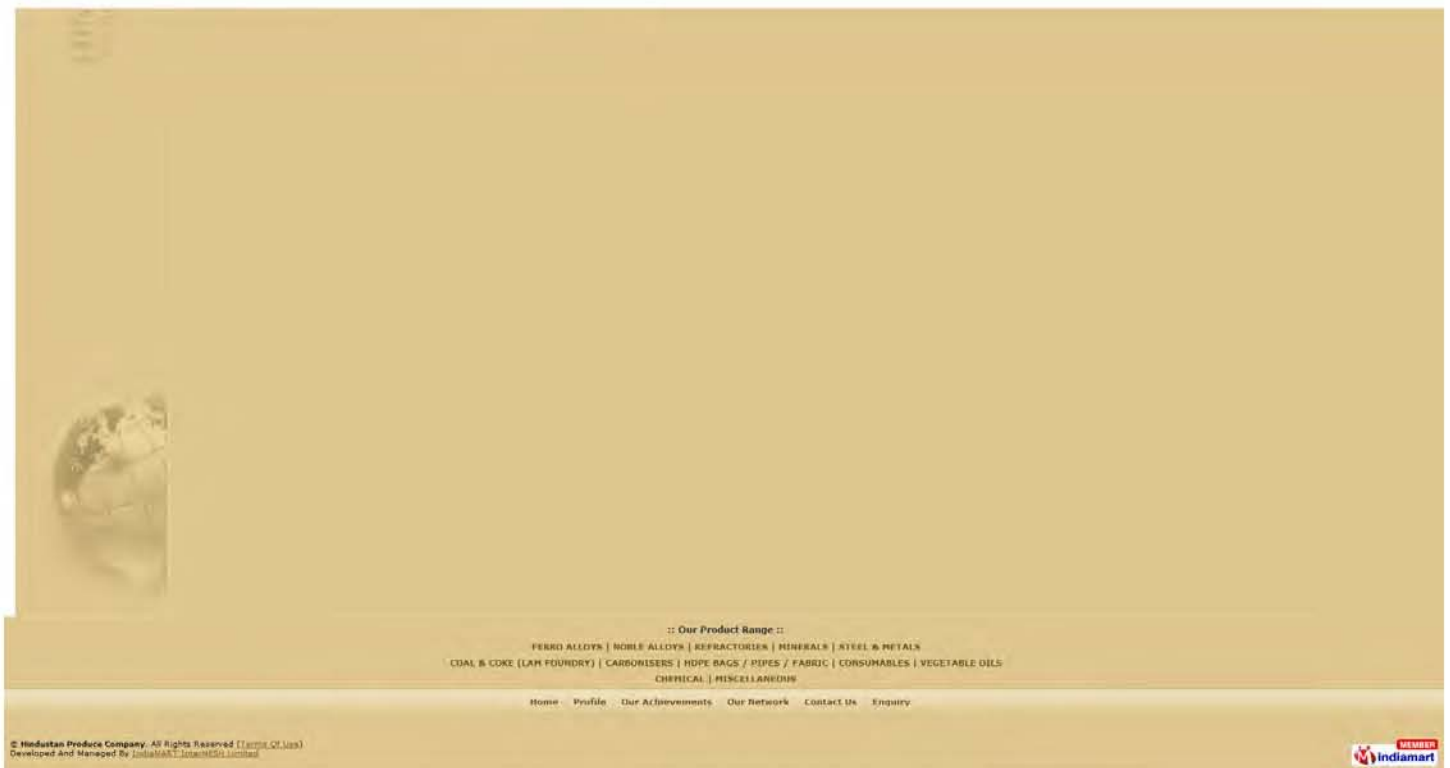 :: Our Product Range ::
FERRO ALLOYS | NOBLE ALLOYS | REFRACTORIES | MINERALS | STEEL & METALS
COAL & COKE (LAM FOUNDRY) | CARBONISERS | HDPE BAGS / PIPES / FABRIC | CONSUMABLES | VEGETABLE OILS
CHEMICAL | MISCELLANEOUS
Home Profile Our Achievements Our Network Contact Us Enquiry
© Hindustan Produce Company. All Rights Reserved (Terms Of Use)
Developed And Managed By IndiaMART InterMESH Limited
MEMBER
indiamart